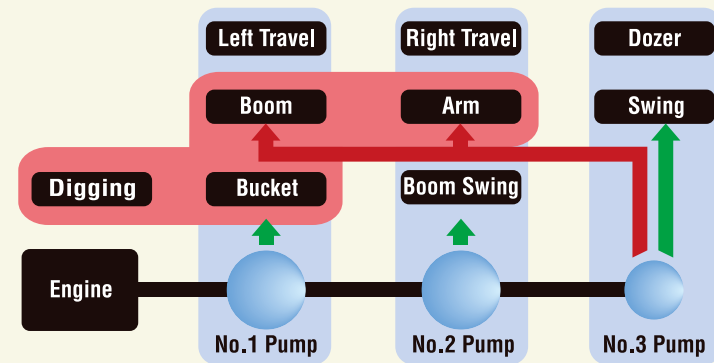 Left Travel
Right Travel
Dozer
Boom
Arm
Swing
Digging
Bucket
Boom Swing
Engine
No.1 Pump
No.2 Pump
No.3 Pump